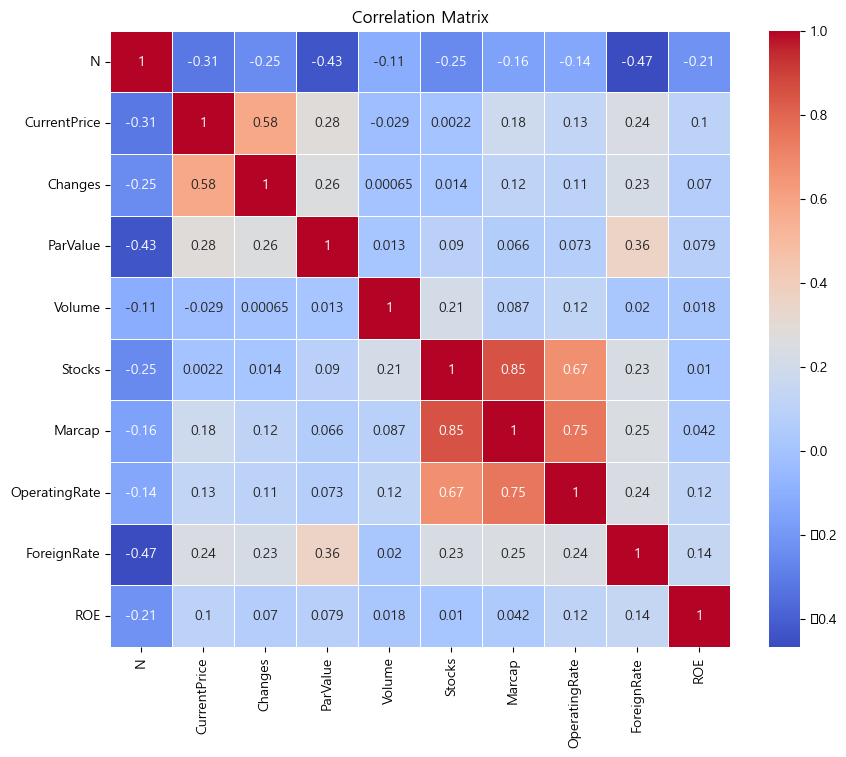 Correlation Matrix
N 1 -0.31 -0.25 -0.43 -0.11 -0.25 -0.16 -0.14 -0.47 -0.21
CurrentPrice -0.31 1 0.58 0.28 -0.029 0.0022 0.18 0.13 0.24 0.1
Changes -0.25 0.58 1 0.26 0.00065 0.014 0.12 0.11 0.23 0.07
ParValue -0.43 0.28 0.26 1 0.013 0.09 0.066 0.073 0.36 0.079
Volume -0.11 -0.029 0.00065 0.013 1 0.21 0.087 0.12 0.02 0.018
Stocks -0.25 0.0022 0.014 0.09 0.21 1 0.85 0.67 0.23 0.01
Marcap -0.16 0.18 0.12 0.066 0.087 0.85 1 0.75 0.25 0.042
OperatingRate -0.14 0.13 0.11 0.073 0.12 0.67 0.75 1 0.24 0.12
ForeignRate -0.47 0.24 0.23 0.36 0.02 0.23 0.25 0.24 1 0.14
ROE -0.21 0.1 0.07 0.079 0.018 0.01 0.042 0.12 0.14 1
N CurrentPrice Changes ParValue Volume Stocks Marcap OperatingRate ForeignRate ROE
1.0
0.8
0.6
0.4
0.2
0.0
▯0.2
▯0.4